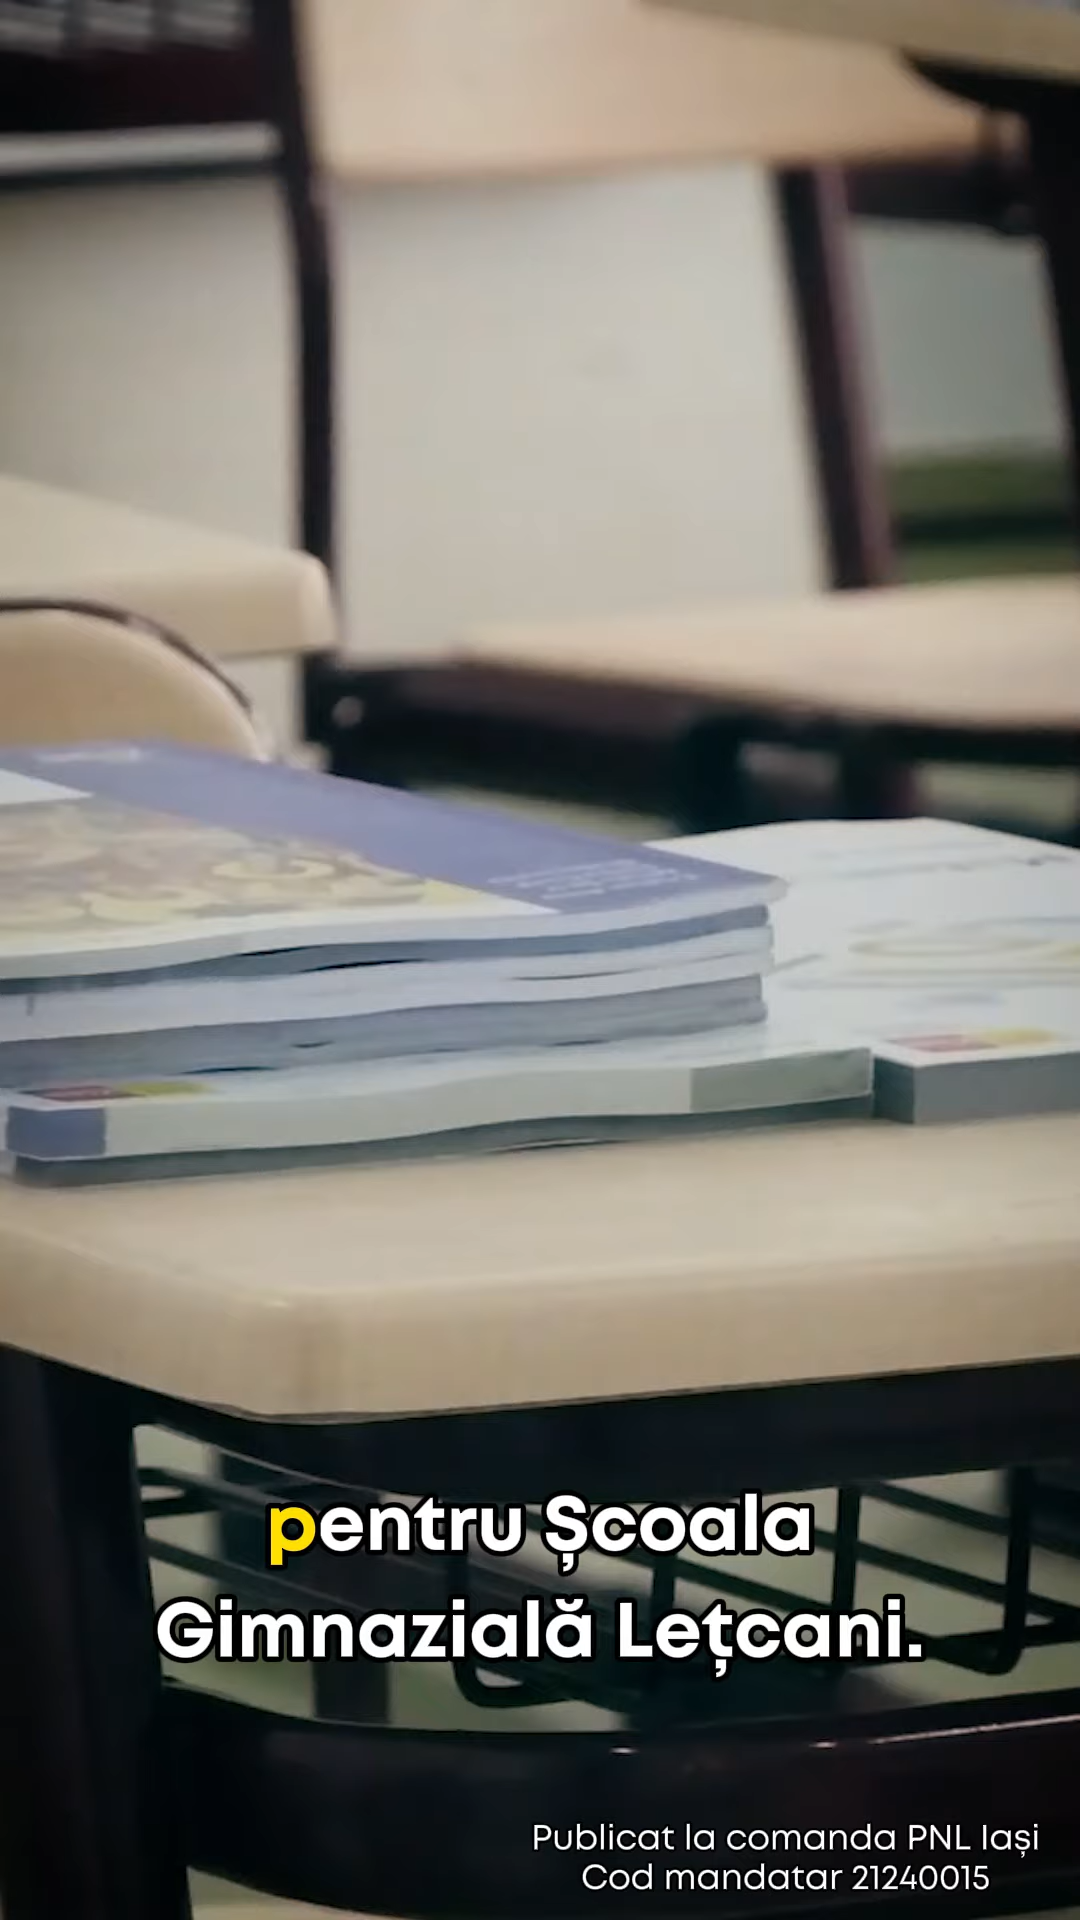 pentru Școala
Gimnazială Lețcani.
Publicat la comanda PNL Iași
Cod mandatar 21240015